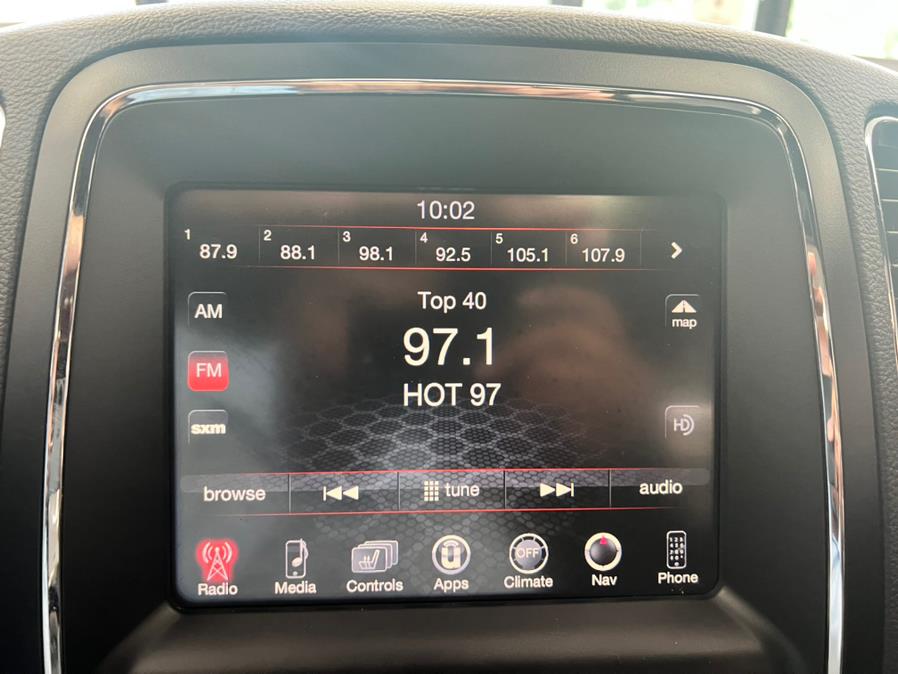 10:02
1 87.9 2 88.1 3 98.1 4 92.5 5 105.1 6 107.9 >
AM
Top 40
map
97.1
FM
HOT 97
sxm
HD
browse tune audio
OFF
Radio Media Controls Apps Climate Nav Phone